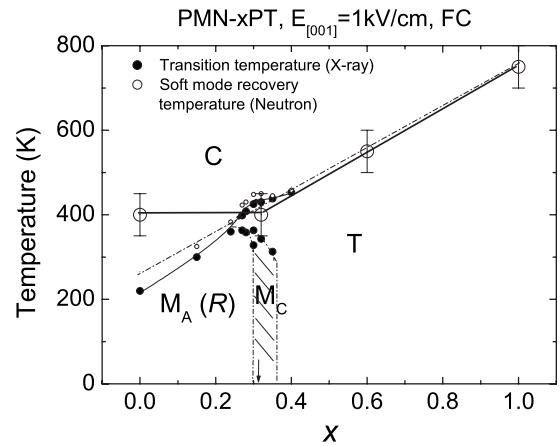 PMN-xPT, E[001]=1kV/cm, FC
Transition temperature (X-ray)
Soft mode recovery
temperature (Neutron)
Temperature (K)
800
600
400
200
0
C
T
MA (R)
MC
0.0 0.2 0.4 0.6 0.8 1.0
x